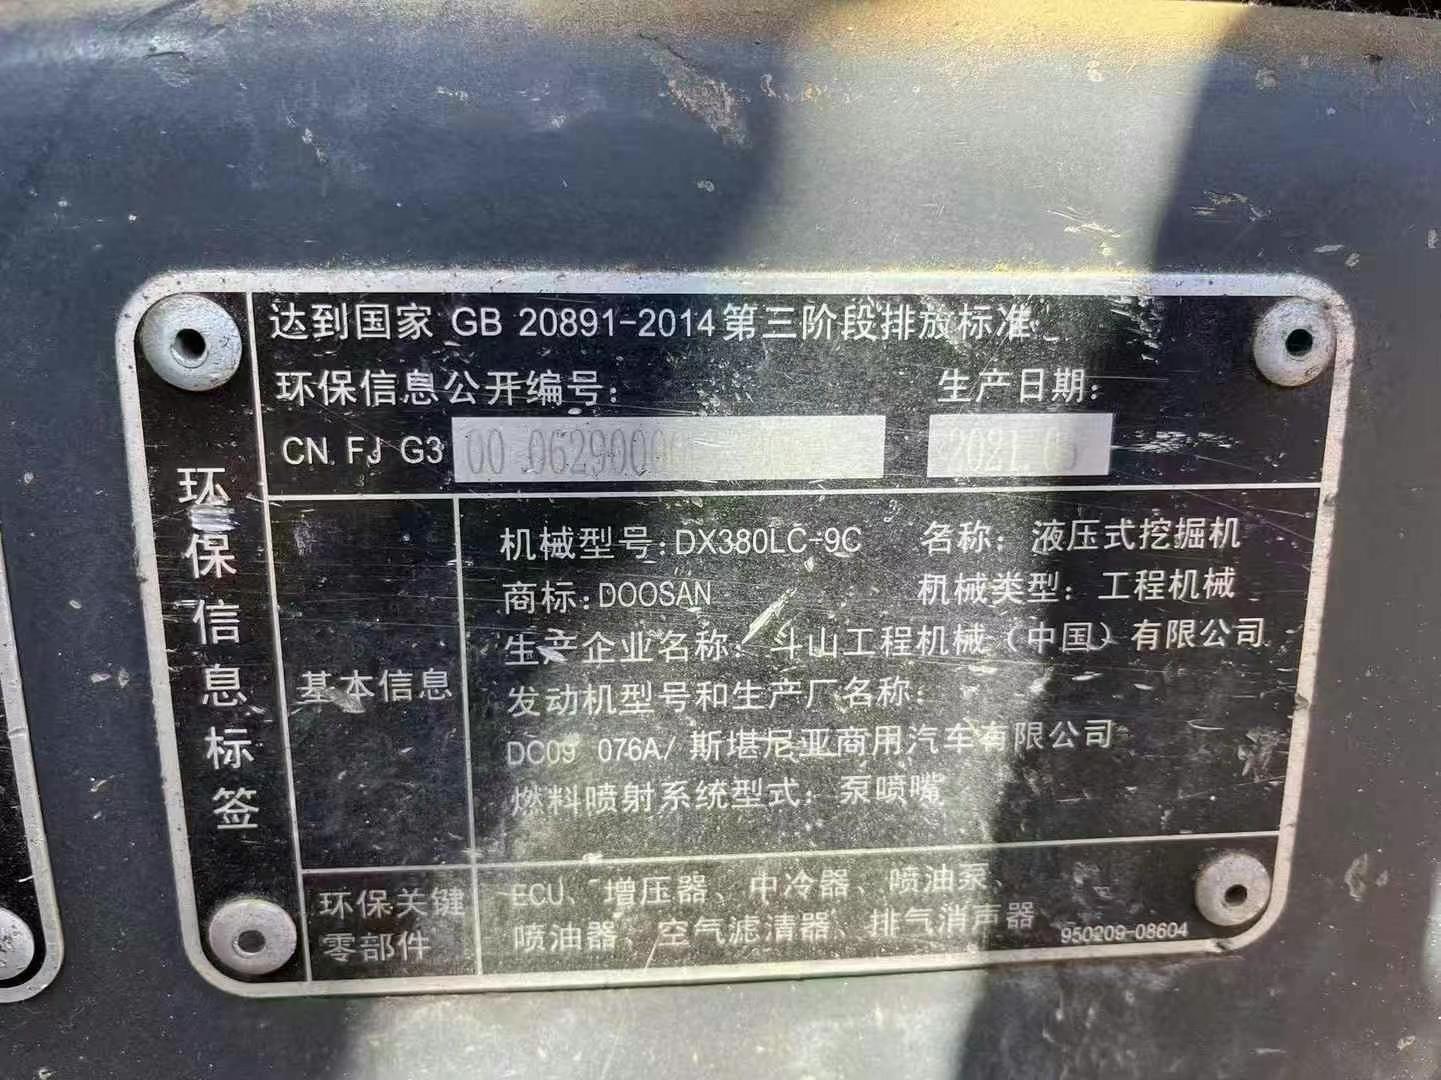 环保信息标签
达到国家 GB 20891-2014第三阶段排放标准
环保信息公开编号: 生产日期:
CN FJ G3 00 0629000 2021
基本信息
机械型号:DX380LC-9C 名称: 液压式挖掘机
商标:DOOSAN 机械类型: 工程机械
生产企业名称: 斗山工程机械(中国)有限公司
发动机型号和生产厂名称:
DC09 076A/斯堪尼亚商用汽车有限公司
燃料喷射系统型式: 泵喷嘴
环保关键零部件
ECU、增压器、中冷器、喷油泵、
喷油器、空气滤清器、排气消声器 950209-08604